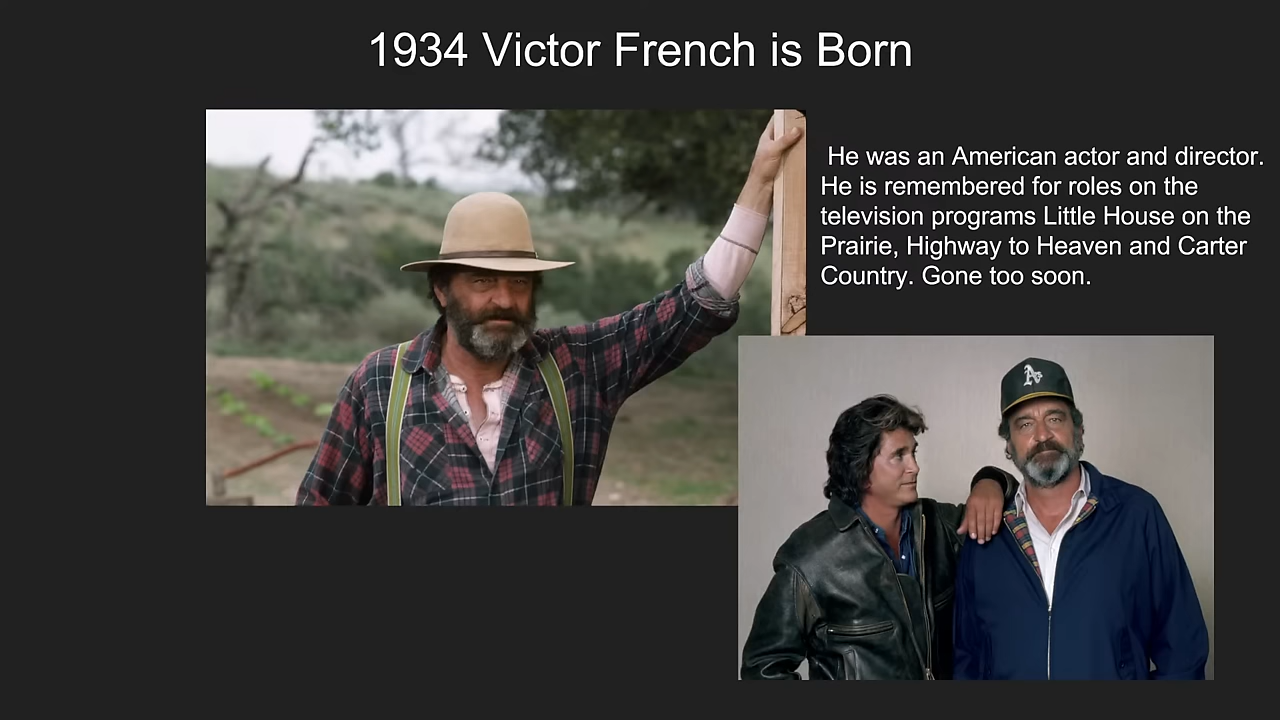 1934 Victor French is Born
He was an American actor and director.
He is remembered for roles on the
television programs Little House on the
Prairie, Highway to Heaven and Carter
Country. Gone too soon.
A's